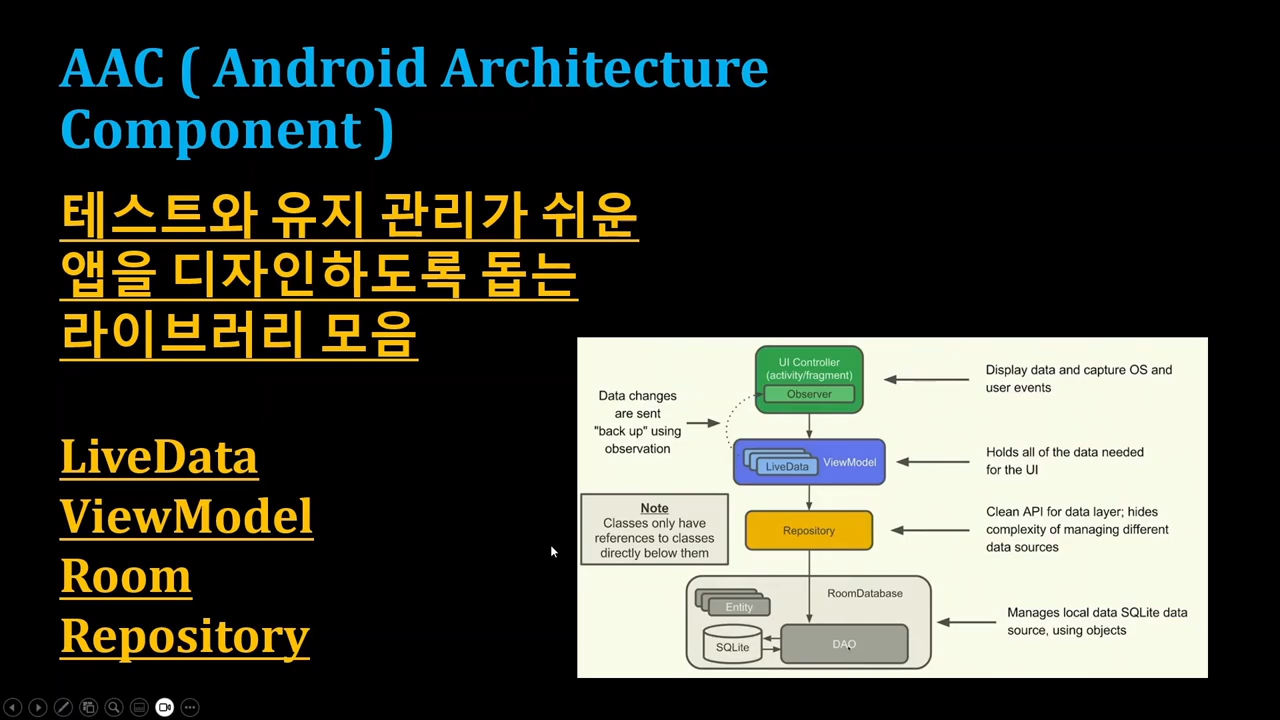 AAC ( Android Architecture
Component )
테스트와 유지 관리가 쉬운
앱을 디자인하도록 돕는
라이브러리 모음
LiveData
ViewModel
Room
Repository
UI Controller
(activity/fragment)
Observer
Display data and capture OS and
user events
Data changes
are sent
"back up" using
observation
LiveData
ViewModel
Holds all of the data needed
for the UI
Note
Classes only have
references to classes
directly below them
Repository
Clean API for data layer; hides
complexity of managing different
data sources
RoomDatabase
Entity
SQLite
DAO
Manages local data SQLite data
source, using objects